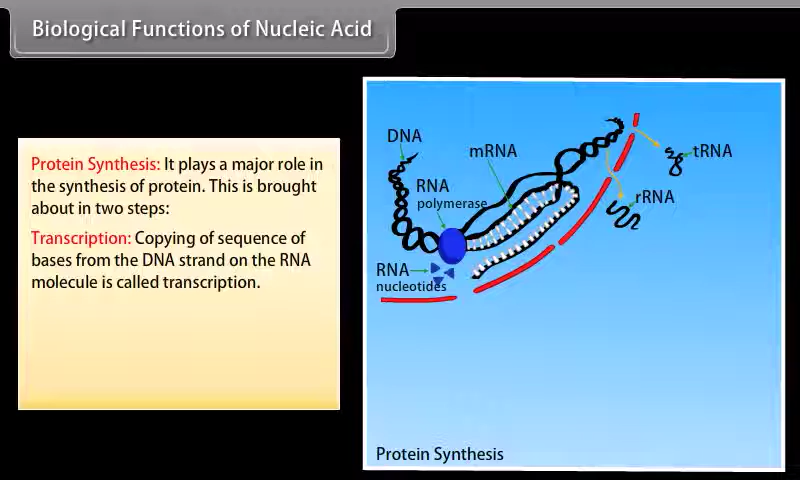 Biological Functions of Nucleic Acid
Protein Synthesis: It plays a major role in
the synthesis of protein. This is brought
about in two steps:
Transcription: Copying of sequence of
bases from the DNA strand on the RNA
molecule is called transcription.
DNA
mRNA
tRNA
RNA
polymerase
rRNA
RNA
nucleotides
Protein Synthesis